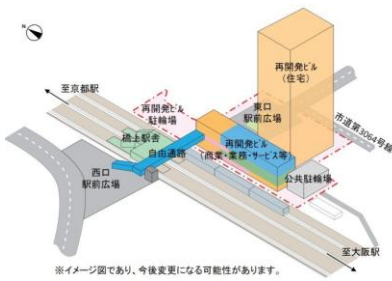 N
再開発ビル
(住宅)
至京都駅
再開発ビル
駐輪場
東口
駅前広場
市道第3064号線
橋上駅舎
自由通路
再開発ビル
(商業・業務・サービス等)
西口
駅前広場
公共駐輪場
至大阪駅
※イメージ図であり、今後変更になる可能性があります。